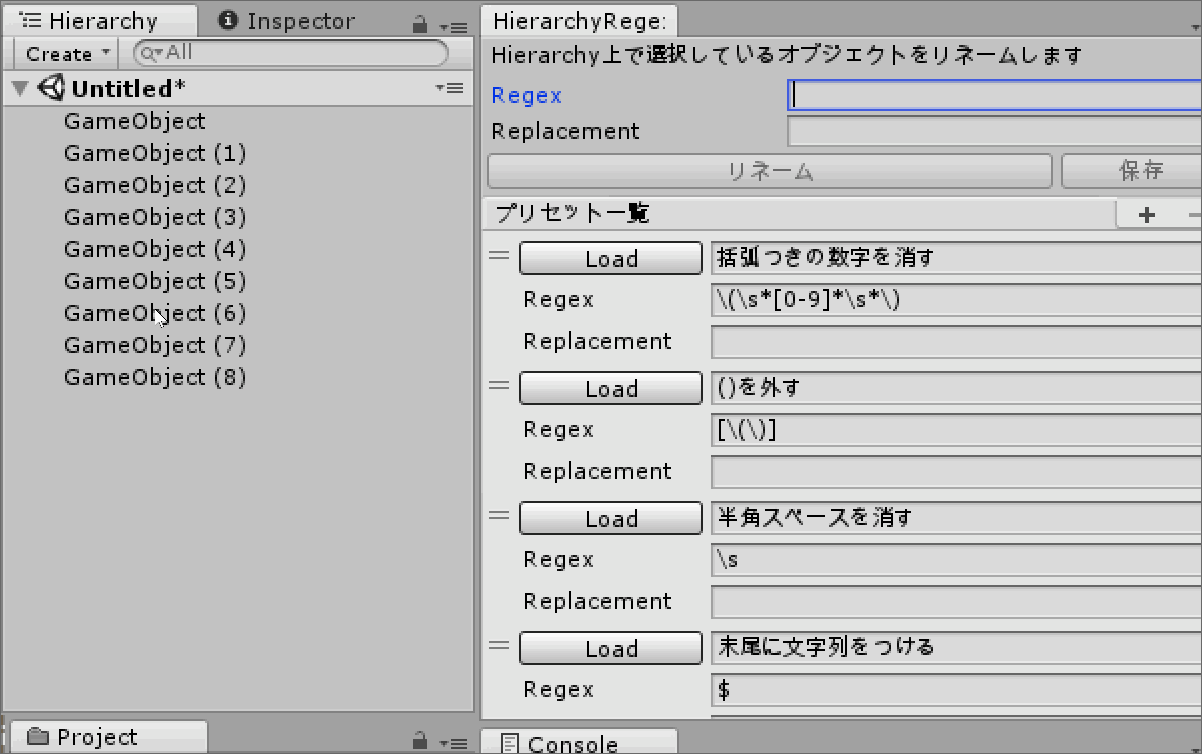 Hierarchy
Inspector
Create
All
Untitled*
GameObject
GameObject (1)
GameObject (2)
GameObject (3)
GameObject (4)
GameObject (5)
GameObject (6)
GameObject (7)
GameObject (8)
Project
HierarchyRege:
Hierarchy上で選択しているオブジェクトをリネームします
Regex
Replacement
リネーム
保存
プリセット一覧
+
Load
括弧つきの数字を消す
Regex
\(\s*[0-9]*\s*\)
Replacement
Load
()を外す
Regex
[\(\)]
Replacement
Load
半角スペースを消す
Regex
\s
Replacement
Load
末尾に文字列をつける
Regex
$
Console